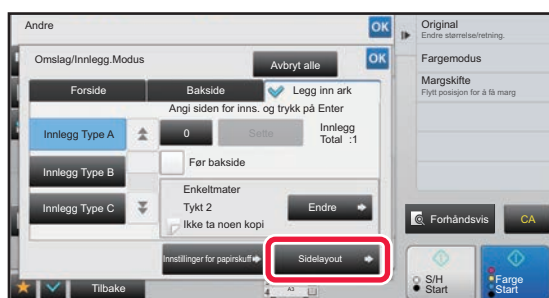 Andre
OK
Omslag/Innlegg.Modus
Avbryt alle
OK
Forside
Bakside
Legg inn ark
Angi siden for inns. og trykk på Enter
Innlegg Type A
0
Sette
Innlegg
Total :1
Før bakside
Innlegg Type B
Enkeltmater
Tykt 2
Endre
Innlegg Type C
Ikke ta noen kopi
Innstillinger for papirskuff
Sidelayout
Tilbake
4
A3
Original
Endre størrelse/retning.
Fargemodus
Margskifte
Flytt posisjon for å få marg
Forhåndsvis
CA
S/H
Start
Farge
Start